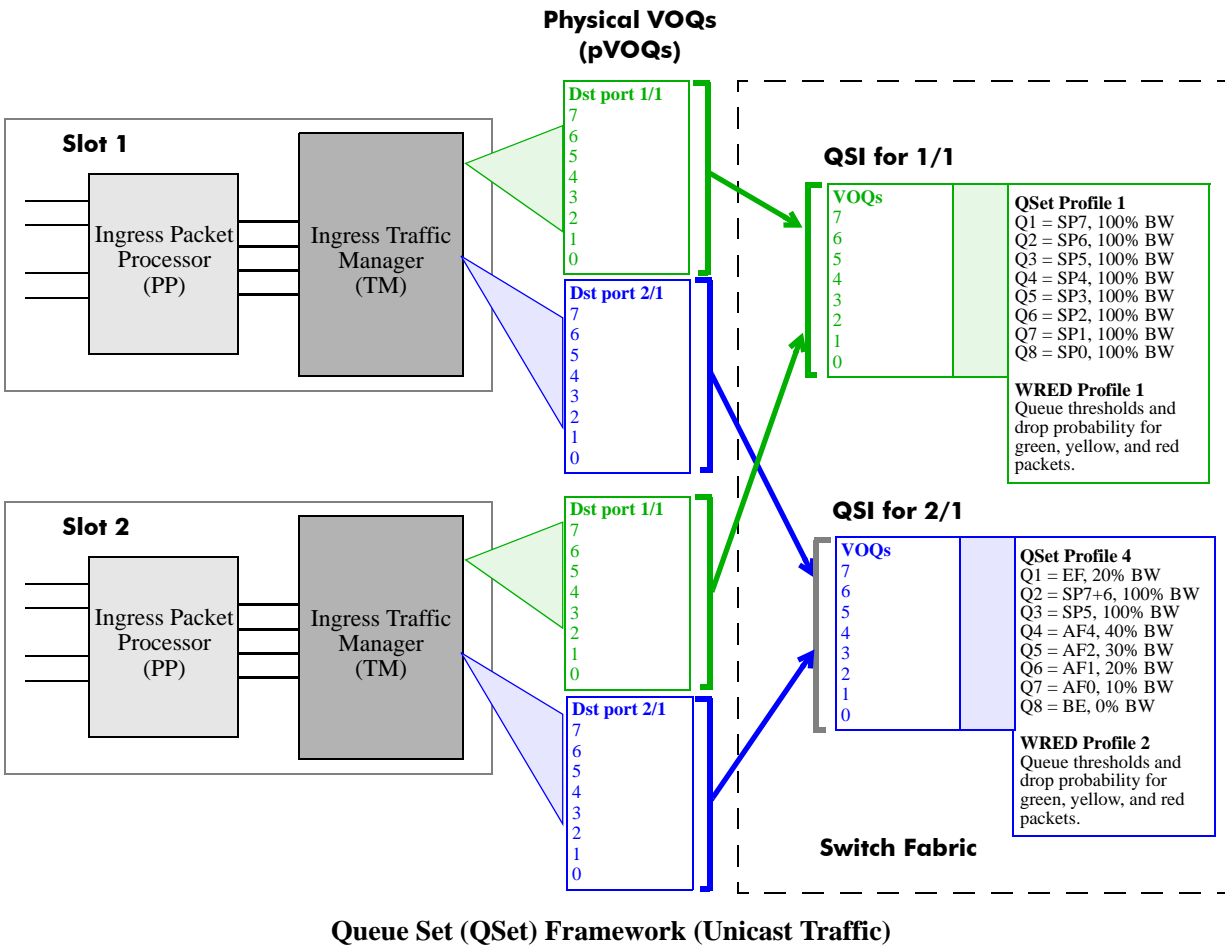 Physical VOQs
(pVOQs)
Slot 1
Ingress Packet
Processor
(PP)
Ingress Traffic
Manager
(TM)
Dst port 1/1
7
6
5
4
3
2
1
0
Dst port 2/1
7
6
5
4
3
2
1
0
Slot 2
Ingress Packet
Processor
(PP)
Ingress Traffic
Manager
(TM)
Dst port 1/1
7
6
5
4
3
2
1
0
Dst port 2/1
7
6
5
4
3
2
1
0
QSI for 1/1
VOQs
7
6
5
4
3
2
1
0
QSet Profile 1
Q1 = SP7, 100% BW
Q2 = SP6, 100% BW
Q3 = SP5, 100% BW
Q4 = SP4, 100% BW
Q5 = SP3, 100% BW
Q6 = SP2, 100% BW
Q7 = SP1, 100% BW
Q8 = SP0, 100% BW
WRED Profile 1
Queue thresholds and
drop probability for
green, yellow, and red
packets.
QSI for 2/1
VOQs
7
6
5
4
3
2
1
0
QSet Profile 4
Q1 = EF, 20% BW
Q2 = SP7+6, 100% BW
Q3 = SP5, 100% BW
Q4 = AF4, 40% BW
Q5 = AF2, 30% BW
Q6 = AF1, 20% BW
Q7 = AF0, 10% BW
Q8 = BE, 0% BW
WRED Profile 2
Queue thresholds and
drop probability for
green, yellow, and red
packets.
Switch Fabric
Queue Set (QSet) Framework (Unicast Traffic)